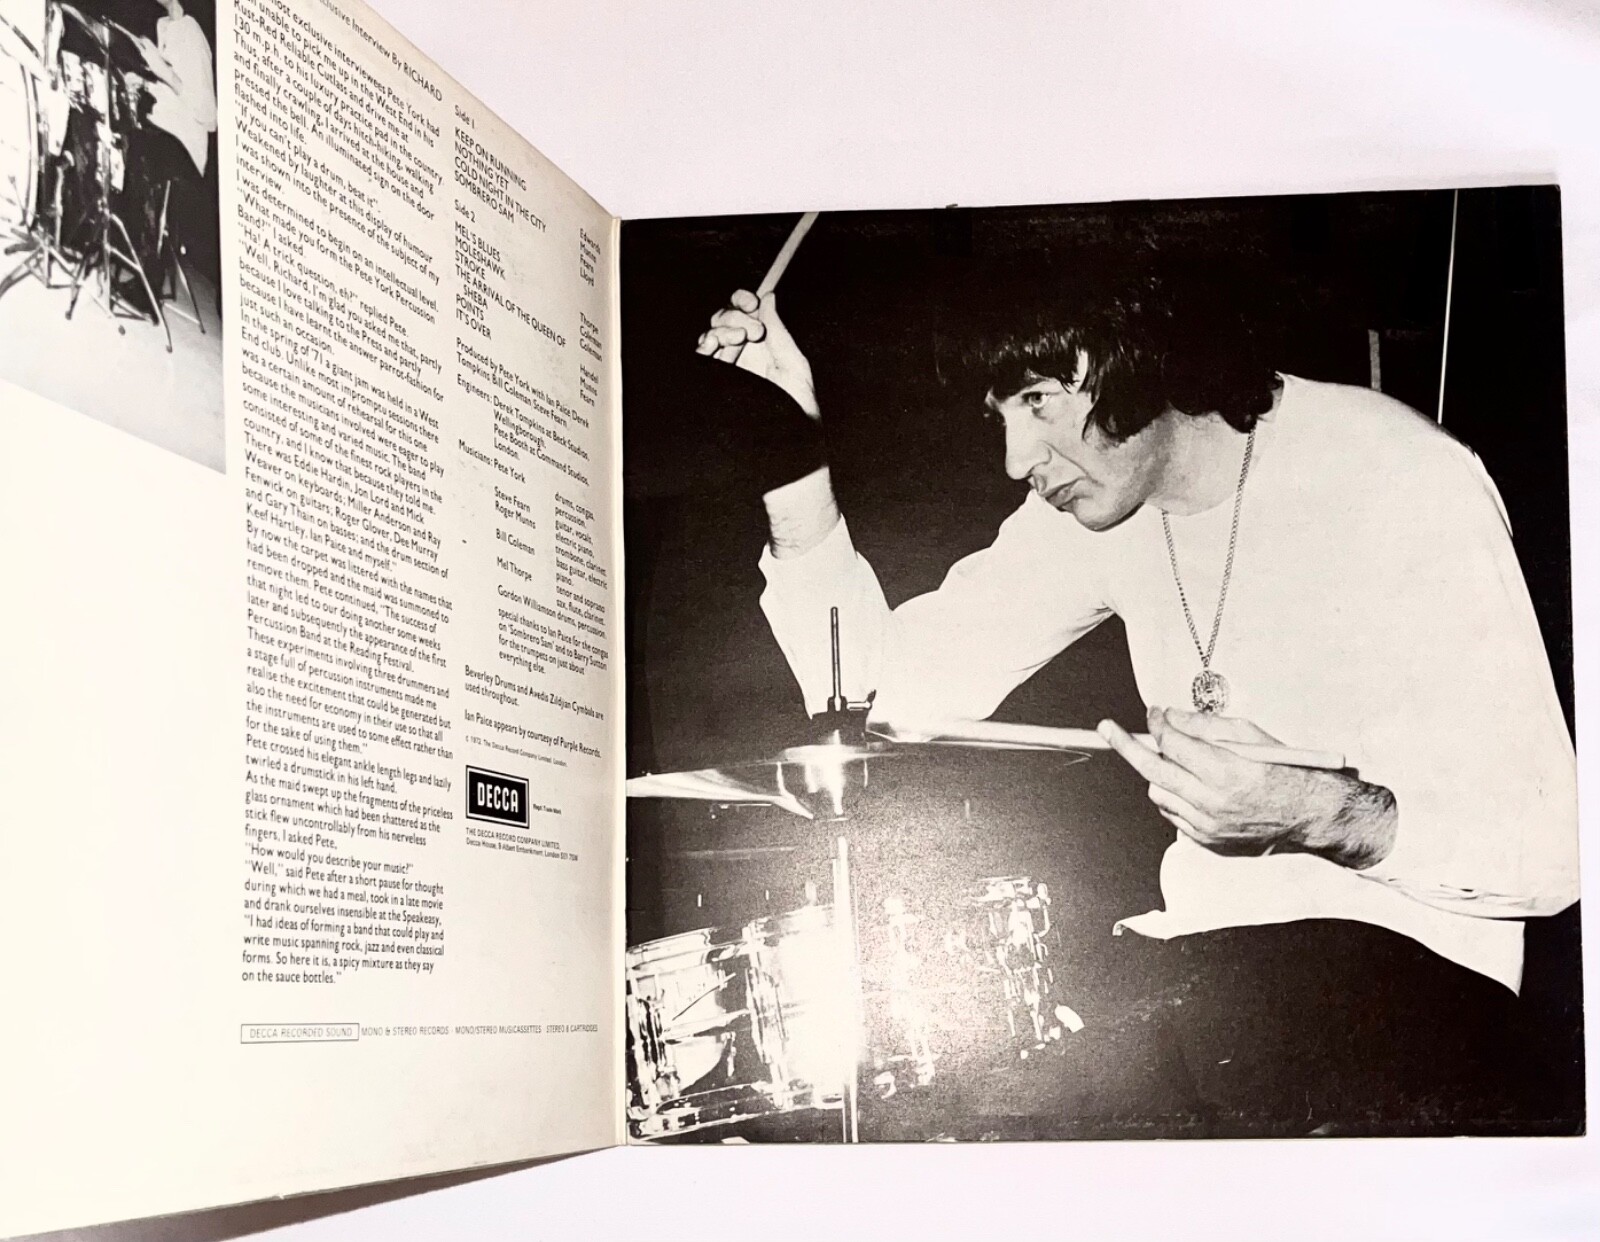 clusive Interview By RICHARD
most exclusive interviewees Pete York had
unable to pick me up in the West End in his
Rust-Red Reliable Cutlass and drive me at
130 m.p.h. to his luxury practice pad in the country.
Thus, after a couple of days hitch-hiking, walking
and finally crawling, I arrived at the house and
pressed the bell. An illuminated sign on the door
flashed into life.
"If you can't play a drum, beat it".
Weakened by laughter at this display of humour
I was shown into the presence of the subject of my
interview.
I was determined to begin on an intellectual level.
"What made you form the Pete York Percussion
Band?" I asked.
"Ha! A trick question, eh?" replied Pete.
"Well, Richard, I'm glad you asked me that, partly
because I love talking to the Press and partly
because I have learnt the answer parrot-fashion for
just such an occasion.
In the spring of '71 a giant jam was held in a West
End club. Unlike most impromptu sessions there
was a certain amount of rehearsal for this one
because the musicians involved were eager to play
some interesting and varied music. The band
consisted of some of the finest rock players in the
country, and I know that because they told me.
There was Eddie Hardin, Jon Lord and Mick
Weaver on keyboards; Miller Anderson and Ray
Fenwick on guitars; Roger Glover, Dee Murray
and Gary Thain on basses; and the drum section of
Keef Hartley, Ian Paice and myself."
By now the carpet was littered with the names that
had been dropped and the maid was summoned to
remove them. Pete continued, "The success of
that night led to our doing another some weeks
later and subsequently the appearance of the first
Percussion Band at the Reading Festival.
These experiments involving three drummers and
a stage full of percussion instruments made me
realise the excitement that could be generated but
also the need for economy in their use so that all
the instruments are used to some effect rather than
for the sake of using them."
Pete crossed his elegant ankle length legs and lazily
twirled a drumstick in his left hand.
As the maid swept up the fragments of the priceless
glass ornament which had been shattered as the
stick flew uncontrollably from his nerveless
fingers, I asked Pete,
"How would you describe your music?"
"Well," said Pete after a short pause for thought
during which we had a meal, took in a late movie
and drank ourselves insensible at the Speakeasy,
"I had ideas of forming a band that could play and
write music spanning rock, jazz and even classical
forms. So here it is, a spicy mixture as they say
on the sauce bottles."
Side 1
KEEP ON RUNNING Edwards
NOTHING YET Munns
COLD NIGHT IN THE CITY Fearn
SOMBRERO SAM Lloyd
Side 2
MEL'S BLUES Thorpe
MOLESHAWK Coleman
STROKE Coleman
THE ARRIVAL OF THE QUEEN OF
SHEBA Handel
POINTS Munns
IT'S OVER Fearn
Produced by Pete York with Ian Paice Derek
Tompkins Bill Coleman Steve Fearn.
Engineers: Derek Tompkins at Beck Studios,
Wellingborough.
Pete Booth at Command Studios,
London.
Musicians: Pete York drums, congas,
percussion.
Steve Fearn guitar, vocals.
Roger Munns electric piano,
trombone, clarinet.
Bill Coleman bass guitar, electric
piano.
Mel Thorpe tenor and soprano
sax, flute, clarinet.
Gordon Williamson drums, percussion.
special thanks to Ian Paice for the congas
on 'Sombrero Sam' and to Barry Sutton
for the trumpets on just about
everything else.
Beverley Drums and Avedis Zildjian Cymbals are
used throughout.
Ian Paice appears by courtesy of Purple Records.
© 1972, The Decca Record Company Limited, London.
DECCA
Regd Trade Mark
THE DECCA RECORD COMPANY LIMITED,
Decca House, 9 Albert Embankment, London SE1 7SW
DECCA RECORDED SOUND MONO & STEREO RECORDS · MONO/STEREO MUSICASSETTES · STEREO 8 CARTRIDGES